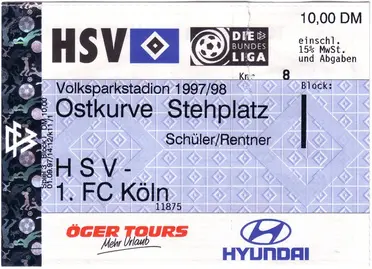 HSV
DIE BUNDES LIGA
10,00 DM
einschl.
15% MwSt.
und Abgaben
8
Block:
Volksparkstadion 1997/98
Ostkurve Stehplatz
I
Schüler/Rentner
HSV -
1. FC Köln
11875
ÖGER TOURS
Mehr Urlaub
HYUNDAI